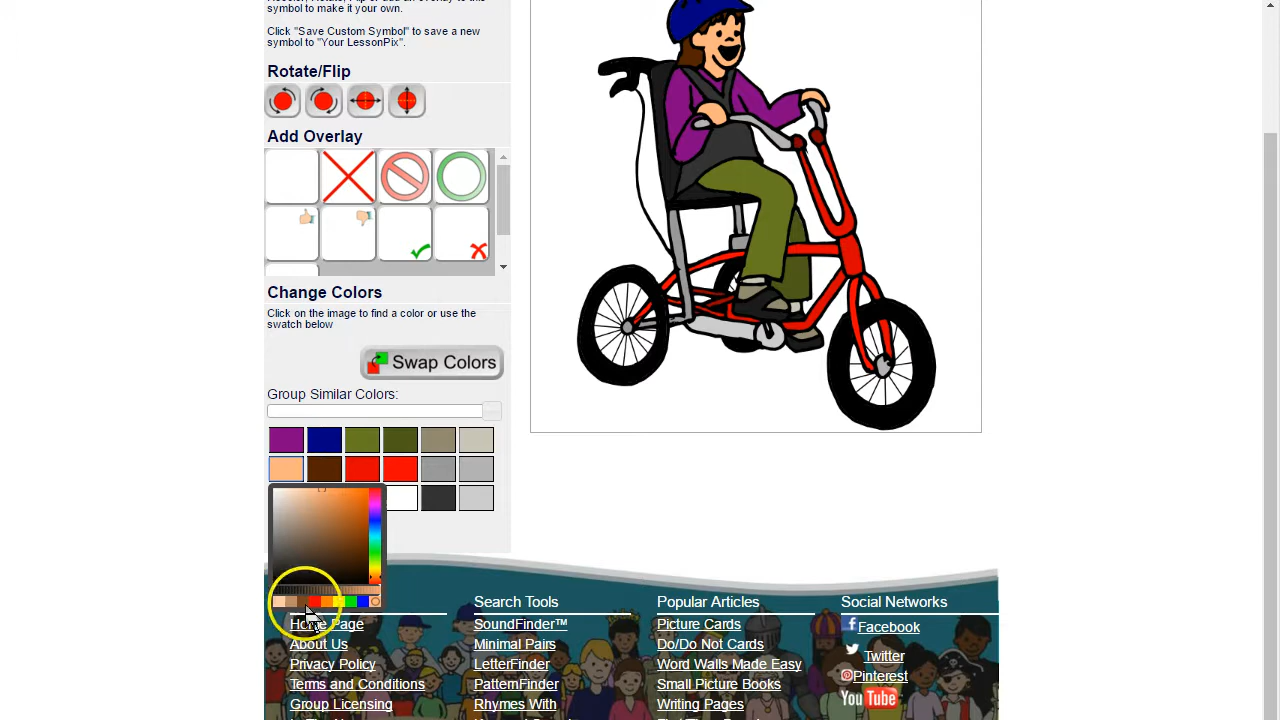 symbol to make it your own.
Click "Save Custom Symbol" to save a new
symbol to "Your LessonPix".
Rotate/Flip
Add Overlay
Change Colors
Click on the image to find a color or use the
swatch below
Swap Colors
Group Similar Colors:
Search Tools
Popular Articles
Social Networks
Home Page
SoundFinder™
Picture Cards
Facebook
About Us
Minimal Pairs
Do/Do Not Cards
Twitter
Privacy Policy
LetterFinder
Word Walls Made Easy
Pinterest
Terms and Conditions
PatternFinder
Small Picture Books
You Tube
Group Licensing
Rhymes With
Writing Pages